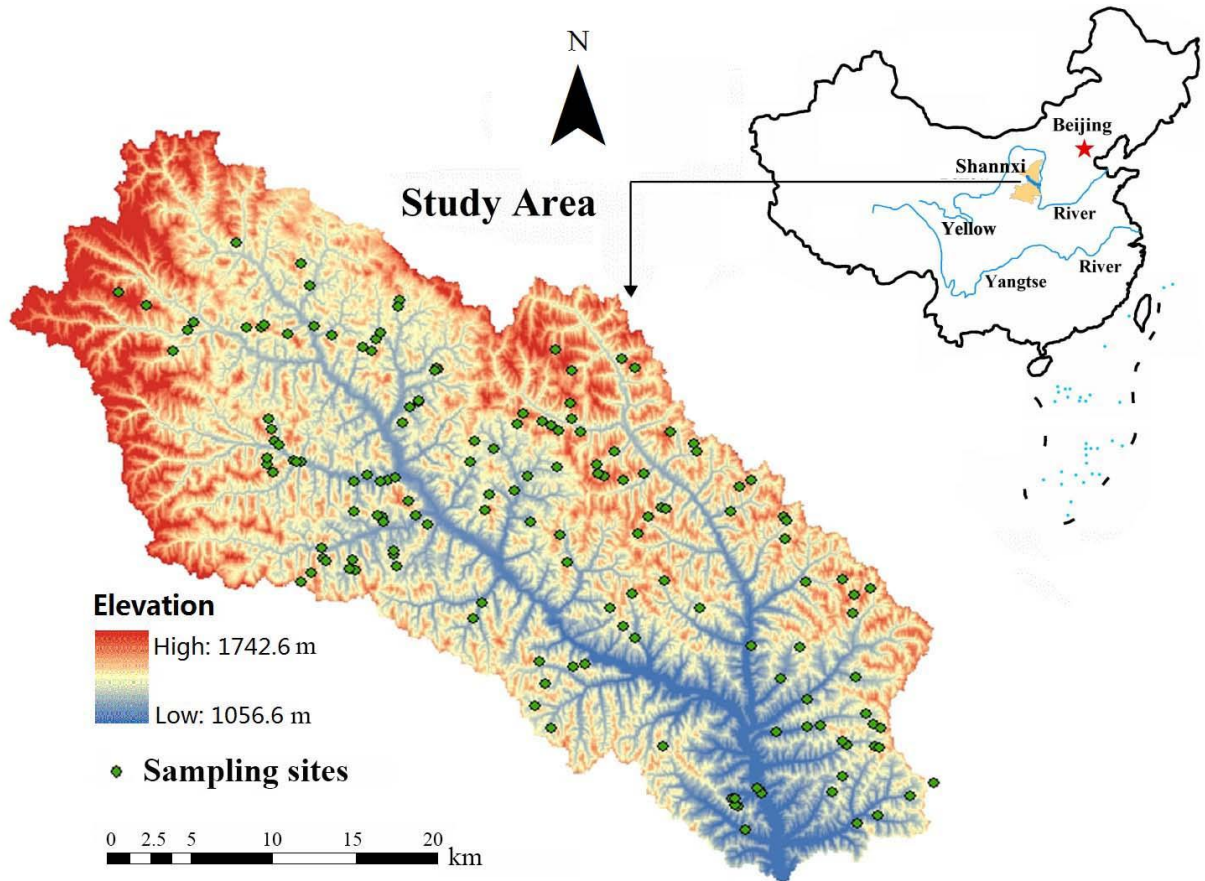 N
Study Area
Beijing
Shannxi
River
Yellow
River
Yangtse
Elevation
High: 1742.6 m
Low: 1056.6 m
Sampling sites
0 2.5 5 10 15 20
km